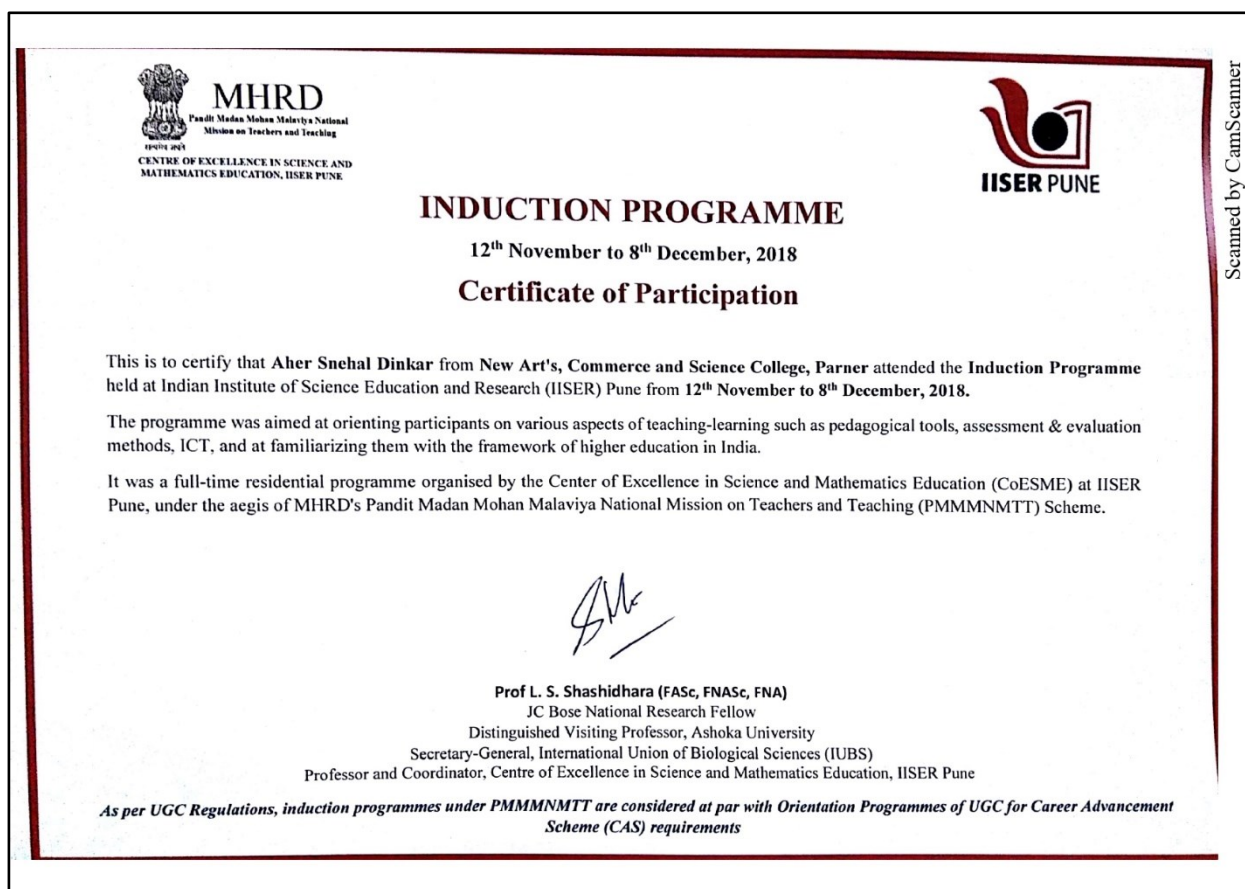 MHRD
Pandit Madan Mohan Malaviya National
Mission on Teachers and Teaching
सत्यमेव जयते
CENTRE OF EXCELLENCE IN SCIENCE AND
MATHEMATICS EDUCATION, IISER PUNE
IISER PUNE
Scanned by CamScanner
INDUCTION PROGRAMME
12th November to 8th December, 2018
Certificate of Participation
This is to certify that Aher Snehal Dinkar from New Art's, Commerce and Science College, Parner attended the Induction Programme
held at Indian Institute of Science Education and Research (IISER) Pune from 12th November to 8th December, 2018.
The programme was aimed at orienting participants on various aspects of teaching-learning such as pedagogical tools, assessment & evaluation
methods, ICT, and at familiarizing them with the framework of higher education in India.
It was a full-time residential programme organised by the Center of Excellence in Science and Mathematics Education (CoESME) at IISER
Pune, under the aegis of MHRD's Pandit Madan Mohan Malaviya National Mission on Teachers and Teaching (PMMMNMTT) Scheme.
Prof L. S. Shashidhara (FASc, FNASc, FNA)
JC Bose National Research Fellow
Distinguished Visiting Professor, Ashoka University
Secretary-General, International Union of Biological Sciences (IUBS)
Professor and Coordinator, Centre of Excellence in Science and Mathematics Education, IISER Pune
As per UGC Regulations, induction programmes under PMMMNMTT are considered at par with Orientation Programmes of UGC for Career Advancement
Scheme (CAS) requirements